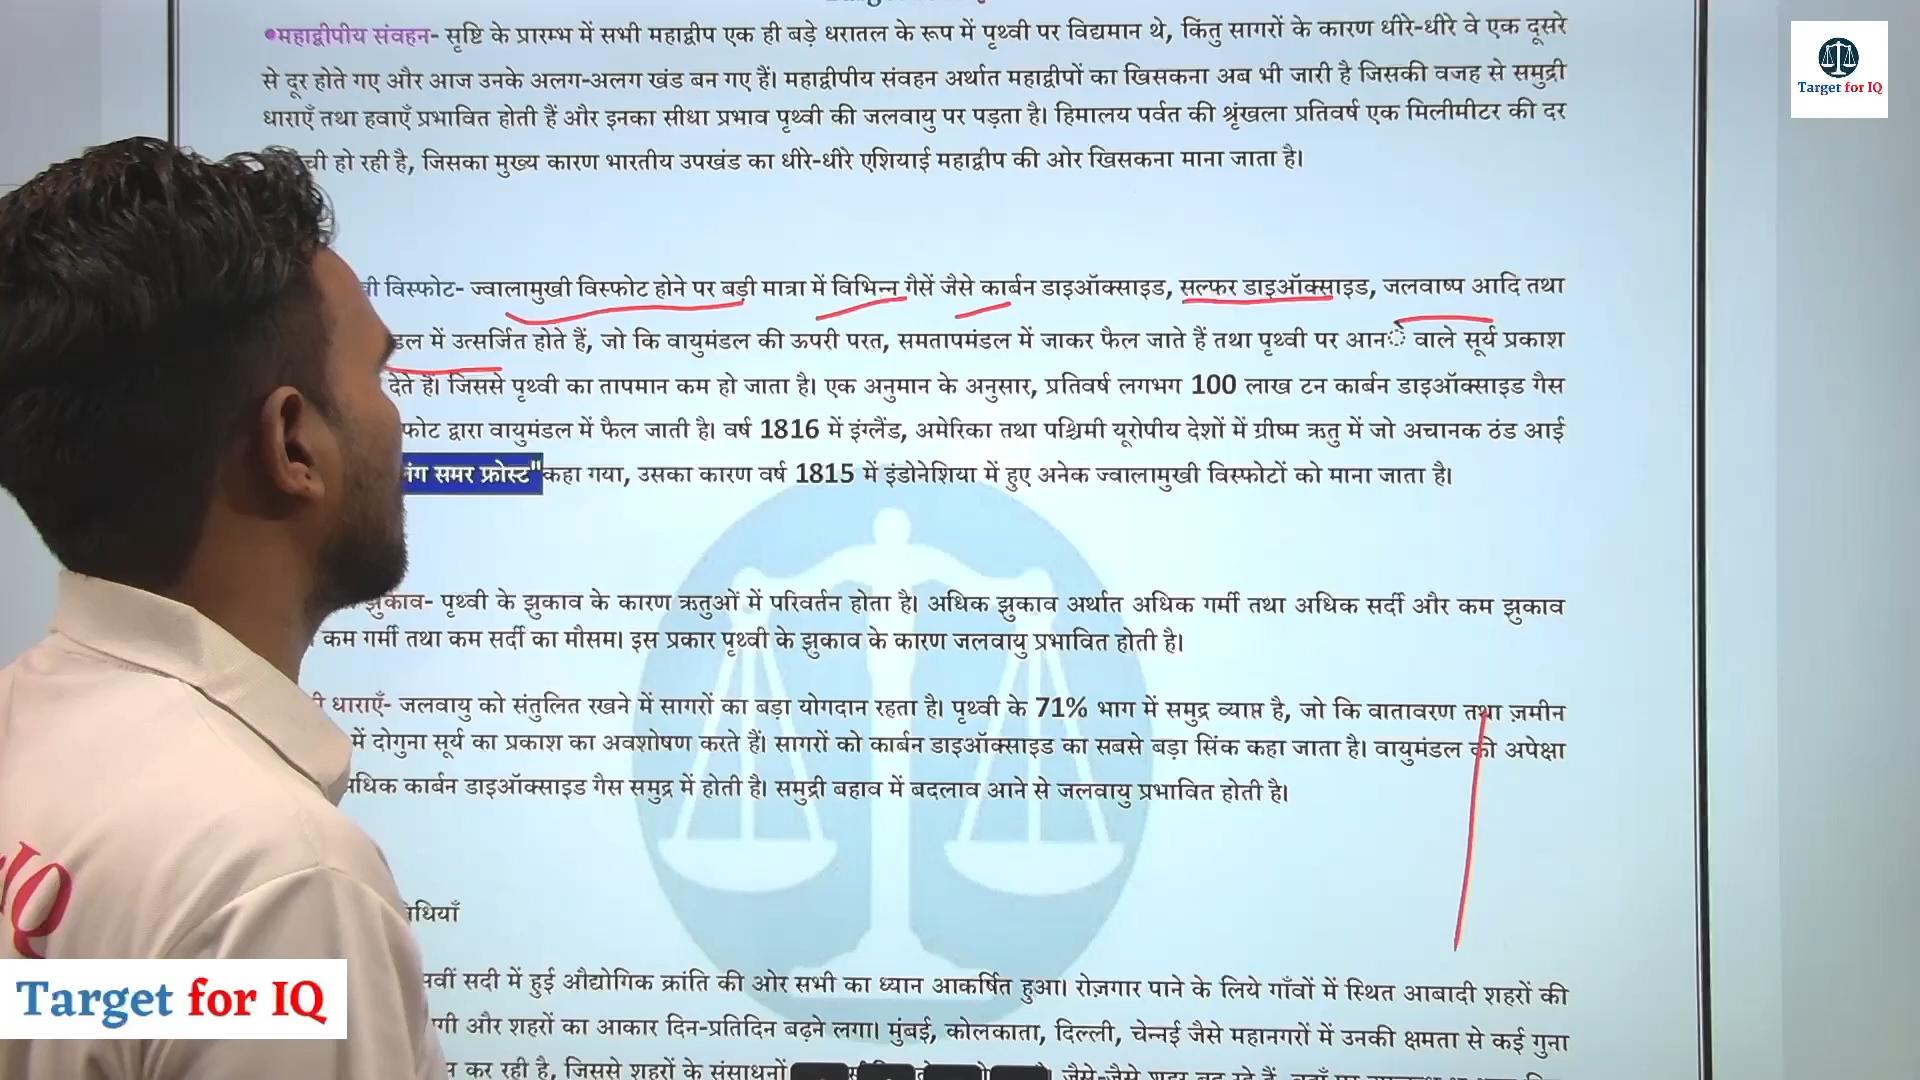 ●महाद्वीपीय संवहन- सृष्टि के प्रारम्भ में सभी महाद्वीप एक ही बड़े धरातल के रूप में पृथ्वी पर विद्यमान थे, किंतु सागरों के कारण धीरे-धीरे वे एक दूसरे
से दूर होते गए और आज उनके अलग-अलग खंड बन गए हैं। महाद्वीपीय संवहन अर्थात महाद्वीपों का खिसकना अब भी जारी है जिसकी वजह से समुद्री
धाराएँ तथा हवाएँ प्रभावित होती हैं और इनका सीधा प्रभाव पृथ्वी की जलवायु पर पड़ता है। हिमालय पर्वत की श्रृंखला प्रतिवर्ष एक मिलीमीटर की दर
हो रही है, जिसका मुख्य कारण भारतीय उपखंड का धीरे-धीरे एशियाई महाद्वीप की ओर खिसकना माना जाता है।
विस्फोट- ज्वालामुखी विस्फोट होने पर बड़ी मात्रा में विभिन्न गैसें जैसे कार्बन डाइऑक्साइड, सल्फर डाइऑक्साइड, जलवाष्प आदि तथा
में उत्सर्जित होते हैं, जो कि वायुमंडल की ऊपरी परत, समतापमंडल में जाकर फैल जाते हैं तथा पृथ्वी पर आन​े वाले सूर्य प्रकाश
देते हैं। जिससे पृथ्वी का तापमान कम हो जाता है। एक अनुमान के अनुसार, प्रतिवर्ष लगभग 100 लाख टन कार्बन डाइऑक्साइड गैस
द्वारा वायुमंडल में फैल जाती है। वर्ष 1816 में इंग्लैंड, अमेरिका तथा पश्चिमी यूरोपीय देशों में ग्रीष्म ऋतु में जो अचानक ठंड आई
समर फ्रोस्ट"कहा गया, उसका कारण वर्ष 1815 में इंडोनेशिया में हुए अनेक ज्वालामुखी विस्फोटों को माना जाता है।
झुकाव- पृथ्वी के झुकाव के कारण ऋतुओं में परिवर्तन होता है। अधिक झुकाव अर्थात अधिक गर्मी तथा अधिक सर्दी और कम झुकाव
कम गर्मी तथा कम सर्दी का मौसम। इस प्रकार पृथ्वी के झुकाव के कारण जलवायु प्रभावित होती है।
धाराएँ- जलवायु को संतुलित रखने में सागरों का बड़ा योगदान रहता है। पृथ्वी के 71% भाग में समुद्र व्याप्त है, जो कि वातावरण तथा ज़मीन
में दोगुना सूर्य का प्रकाश का अवशोषण करते हैं। सागरों को कार्बन डाइऑक्साइड का सबसे बड़ा सिंक कहा जाता है। वायुमंडल की अपेक्षा
कार्बन डाइऑक्साइड गैस समुद्र में होती है। समुद्री बहाव में बदलाव आने से जलवायु प्रभावित होती है।
सदी में हुई औद्योगिक क्रांति की ओर सभी का ध्यान आकर्षित हुआ। रोज़गार पाने के लिये गाँवों में स्थित आबादी शहरों की
और शहरों का आकार दिन-प्रतिदिन बढ़ने लगा। मुंबई, कोलकाता, दिल्ली, चेन्नई जैसे महानगरों में उनकी क्षमता से कई गुना
कर रही है, जिससे शहरों के संसाधनों
Target for IQ
IQ
Target for IQ